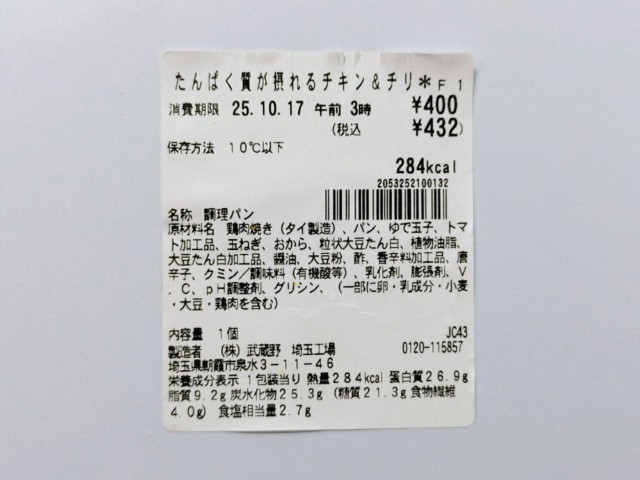 たんぱく質が摂れるチキン&チリ*F1
消費期限 25.10.17 午前 3時 ¥400
(税込 ¥432)
保存方法 10℃以下
284kcal
2053252100132
名称 調理パン
原材料名 鶏肉焼き(タイ製造)、パン、ゆで玉子、トマ
ト加工品、玉ねぎ、おから、粒状大豆たん白、植物油脂、
大豆たん白加工品、醤油、大豆粉、酢、香辛料加工品、唐
辛子、クミン/調味料(有機酸等)、乳化剤、膨張剤、V
.C、pH調整剤、グリシン、(一部に卵・乳成分・小麦
・大豆・鶏肉を含む)
内容量 1個 JC43
製造者 (株)武蔵野 埼玉工場 0120-115857
埼玉県朝霞市泉水3-11-46
栄養成分表示 1包装当り 熱量284kcal 蛋白質26.9g
脂質9.2g 炭水化物25.3g (糖質21.3g 食物繊維
4.0g) 食塩相当量2.7g